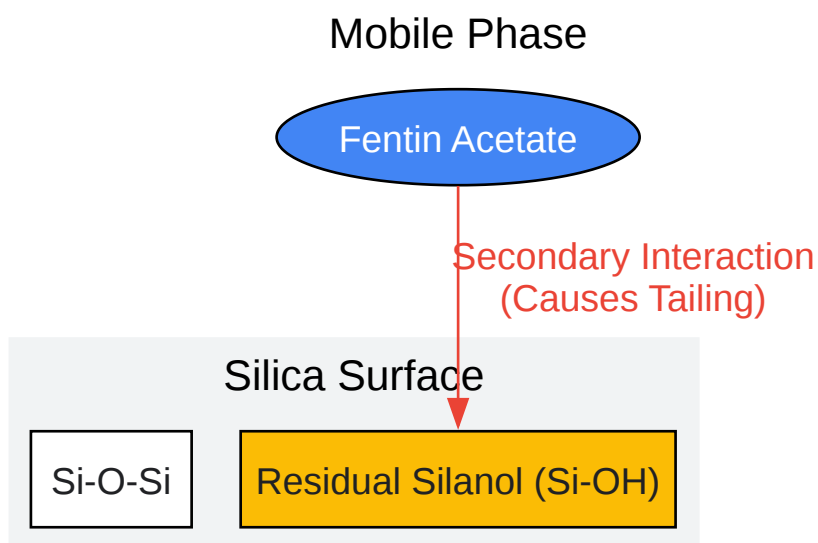 Mobile Phase
Fentin Acetate
Secondary Interaction
(Causes Tailing)
Silica Surface
Si-O-Si
Residual Silanol (Si-OH)